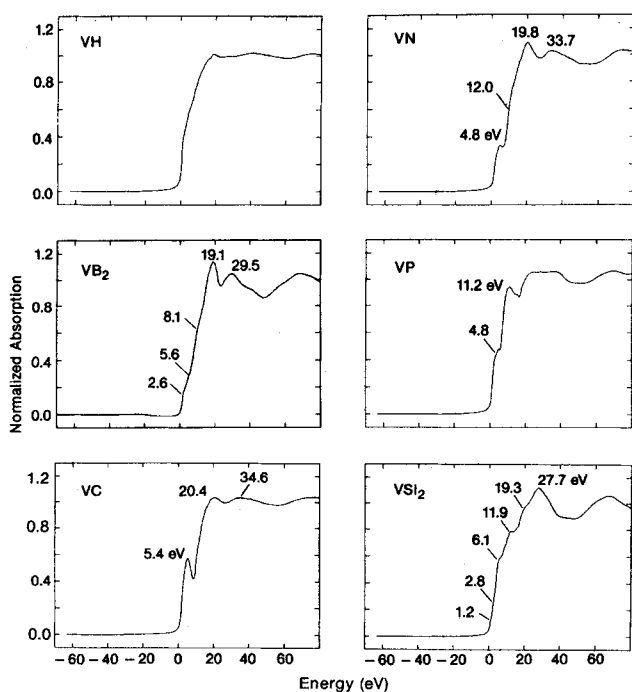 VH
1.2
0.8
0.4
0.0
VN
19.8
33.7
12.0
4.8 eV
VB2
1.2
0.8
0.4
0.0
19.1
29.5
8.1
5.6
2.6
VP
11.2 eV
4.8
Normalized Absorption
VC
1.2
0.8
0.4
0.0
20.4
34.6
5.4 eV
VSi2
27.7 eV
19.3
11.9
6.1
2.8
1.2
−60 −40 −20 0 20 40 60
−60 −40 −20 0 20 40 60
Energy (eV)